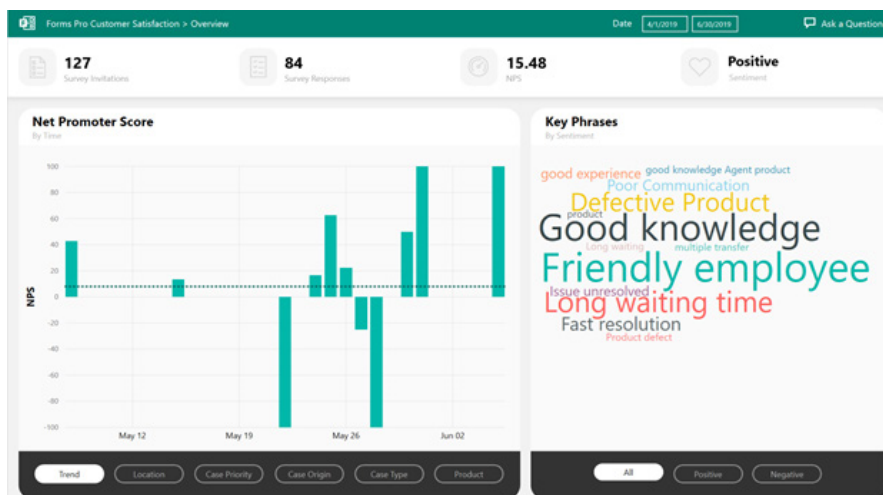 Forms Pro Customer Satisfaction > Overview
Date 4/1/2019 6/30/2019
Ask a Question
127
Survey Invitations
84
Survey Responses
15.48
NPS
Positive
Sentiment
Net Promoter Score
By Time
100
80
60
40
20
0
-20
-40
-60
-80
-100
NPS
May 12 May 19 May 26 Jun 02
Trend Location Case Priority Case Origin Case Type Product
Key Phrases
By Sentiment
good experience good knowledge Agent product
Poor Communication
Defective Product
product
Good knowledge
Long waiting multiple transfer
Friendly employee
Issue unresolved
Long waiting time
Fast resolution
Product defect
All Positive Negative